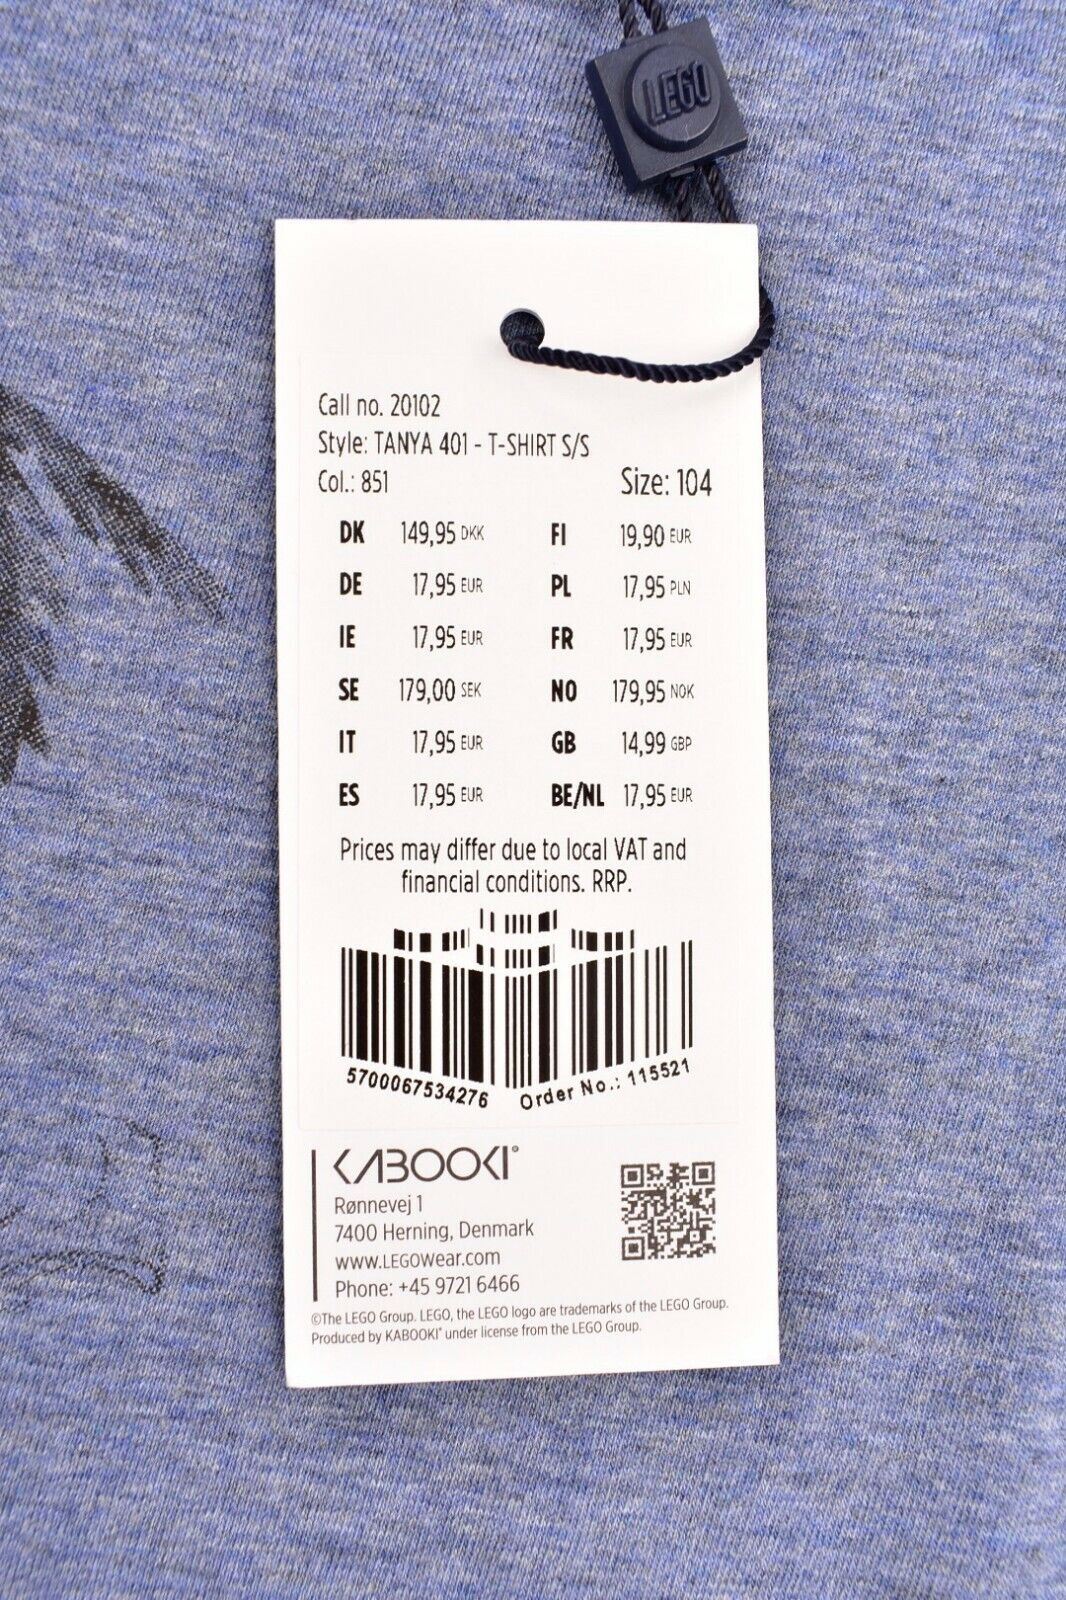 LEGO
Call no. 20102
Style: TANYA 401 - T-SHIRT S/S
Col.: 851 Size: 104
DK 149,95 DKK FI 19,90 EUR
DE 17,95 EUR PL 17,95 PLN
IE 17,95 EUR FR 17,95 EUR
SE 179,00 SEK NO 179,95 NOK
IT 17,95 EUR GB 14,99 GBP
ES 17,95 EUR BE/NL 17,95 EUR
Prices may differ due to local VAT and
financial conditions. RRP.
5700067534276 Order No.: 115521
KABOOKI®
Rønnevej 1
7400 Herning, Denmark
www.LEGOWear.com
Phone: +45 9721 6466
©The LEGO Group. LEGO, the LEGO logo are trademarks of the LEGO Group.
Produced by KABOOKI® under license from the LEGO Group.